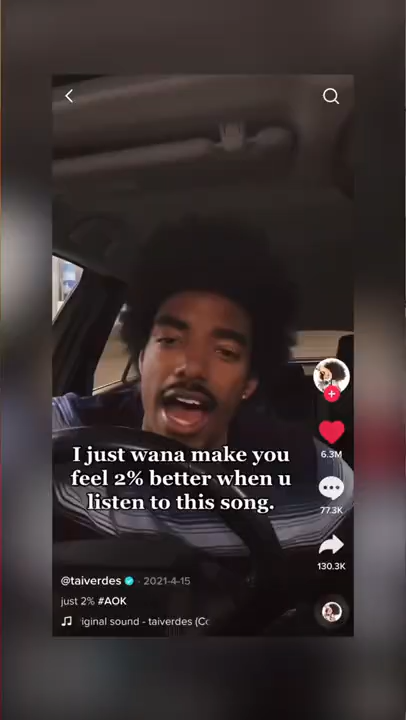 I just wana make you
feel 2% better when u
listen to this song.
6.3M
77.3K
130.3K
@taiverdes · 2021-4-15
just 2% #AOK
iginal sound - taiverdes (Co